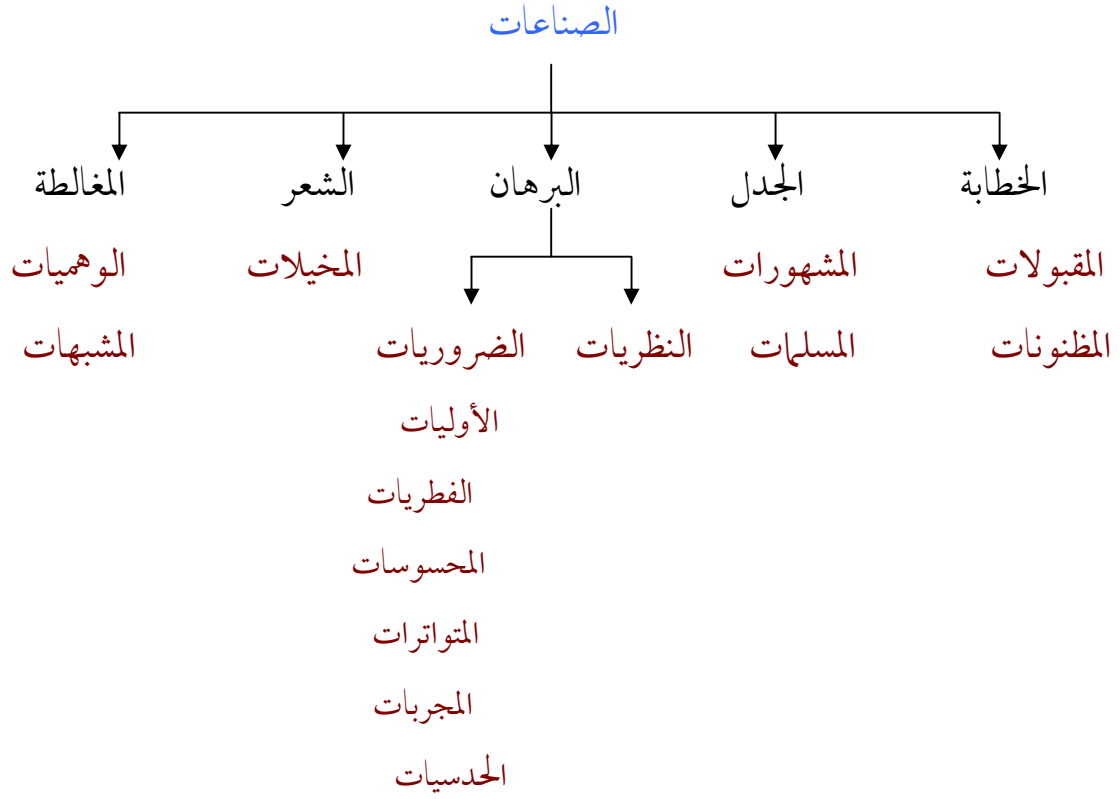 الصناعات
الخطابة الجدل البرهان الشعر المغالطة
المقبولات المشهورات المخيلات الوهميات
المظنونات المسلمات النظريات الضروريات المشبهات
الأوليات
الفطريات
المحسوسات
المتواترات
المجربات
الحدسيات